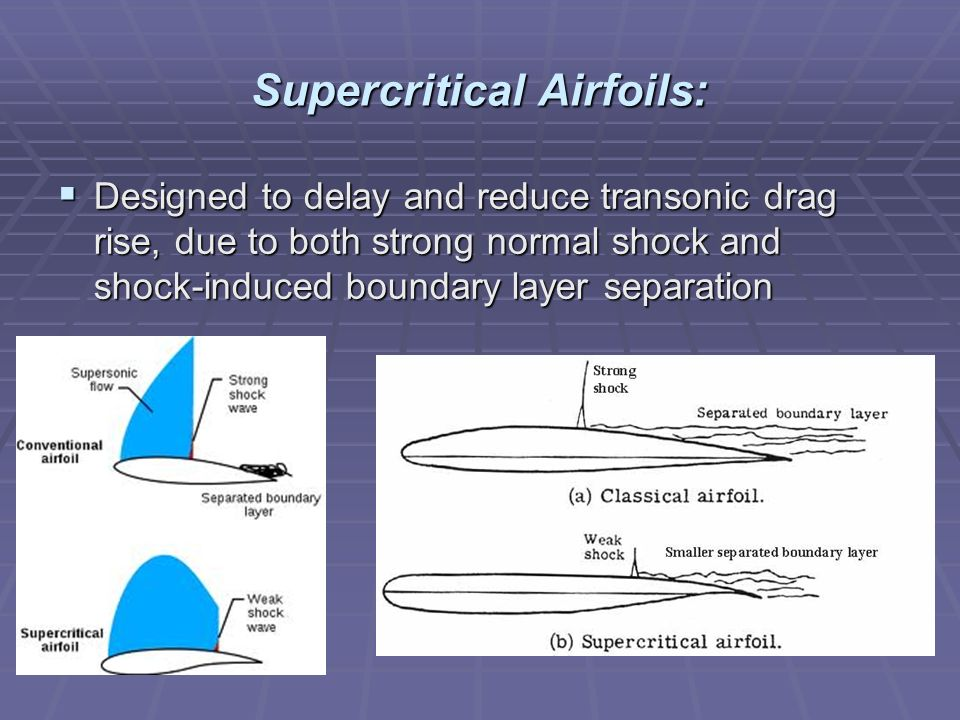 Supercritical Airfoils:
▪ Designed to delay and reduce transonic drag
rise, due to both strong normal shock and
shock-induced boundary layer separation
Supersonic
flow
Strong
shock
wave
Conventional
airfoil
Separated boundary
layer
Weak
shock
wave
Supercritical
airfoil
Strong
shock
Separated boundary layer
(a) Classical airfoil.
Weak
shock
Smaller separated boundary layer
(b) Supercritical airfoil.